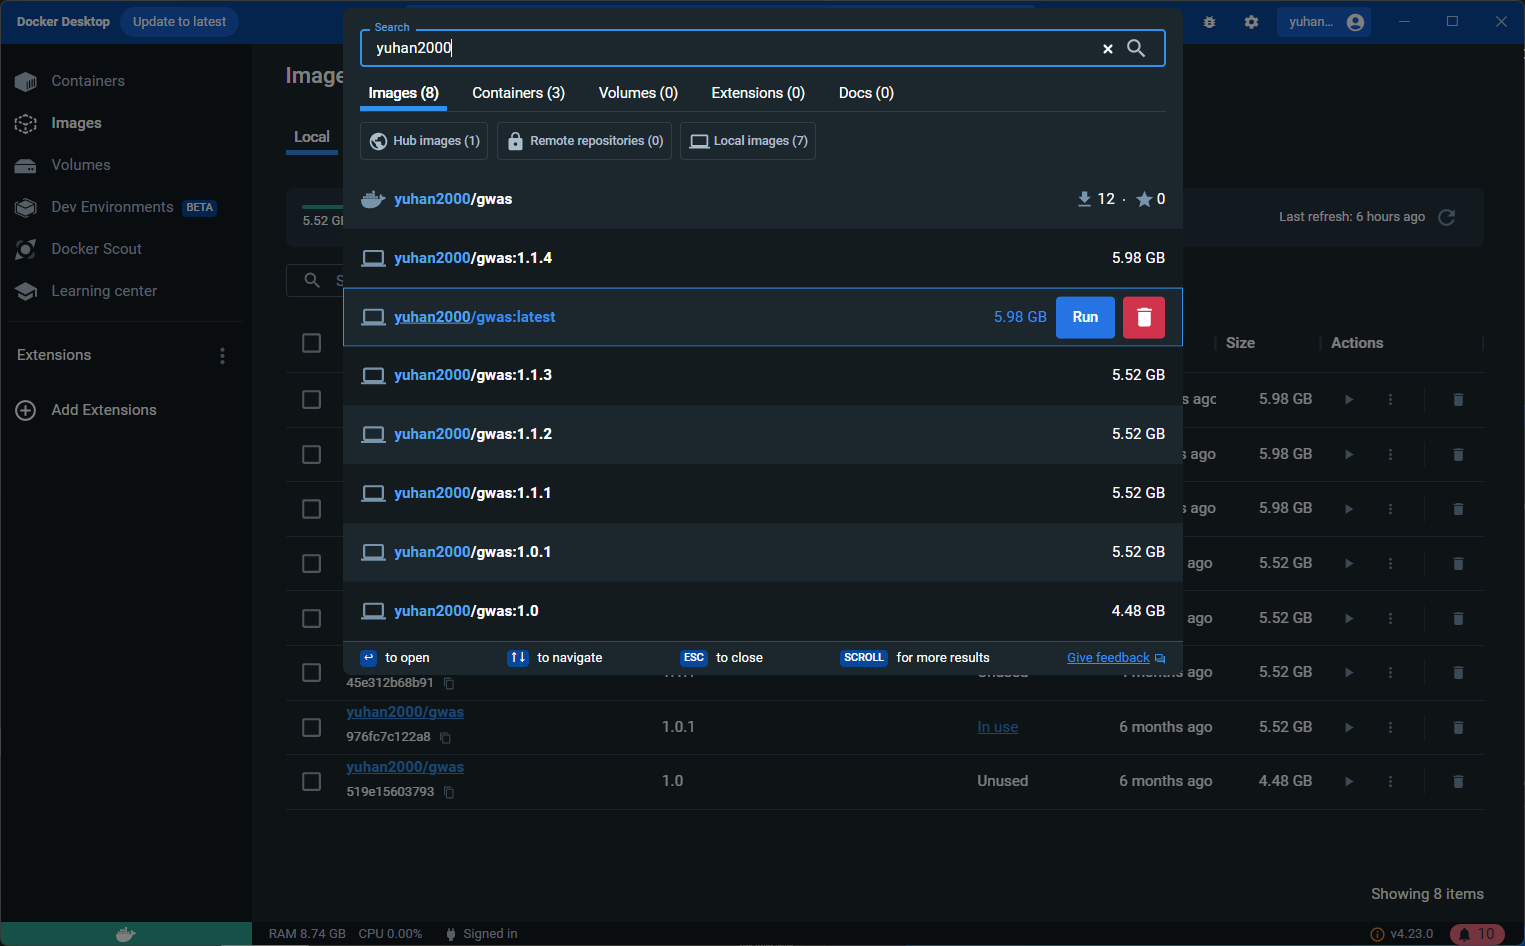 Docker Desktop Update to latest yuhan...
Search
yuhan2000
Images (8) Containers (3) Volumes (0) Extensions (0) Docs (0)
Hub images (1) Remote repositories (0) Local images (7)
yuhan2000/gwas 12 · 0
yuhan2000/gwas:1.1.4 5.98 GB
yuhan2000/gwas:latest 5.98 GB Run
yuhan2000/gwas:1.1.3 5.52 GB
yuhan2000/gwas:1.1.2 5.52 GB
yuhan2000/gwas:1.1.1 5.52 GB
yuhan2000/gwas:1.0.1 5.52 GB
yuhan2000/gwas:1.0 4.48 GB
to open to navigate ESC to close SCROLL for more results Give feedback
Containers
Images
Volumes
Dev Environments BETA
Docker Scout
Learning center
Extensions
Add Extensions
Image
Local
5.52 GB
Last refresh: 6 hours ago
S
Size Actions
s ago 5.98 GB
s ago 5.98 GB
s ago 5.98 GB
ago 5.52 GB
ago 5.52 GB
45e312b68b91 1.1.1 Unused months ago 5.52 GB
yuhan2000/gwas
976fc7c122a8 1.0.1 In use 6 months ago 5.52 GB
yuhan2000/gwas
519e15603793 1.0 Unused 6 months ago 4.48 GB
Showing 8 items
RAM 8.74 GB CPU 0.00% Signed in v4.23.0 10